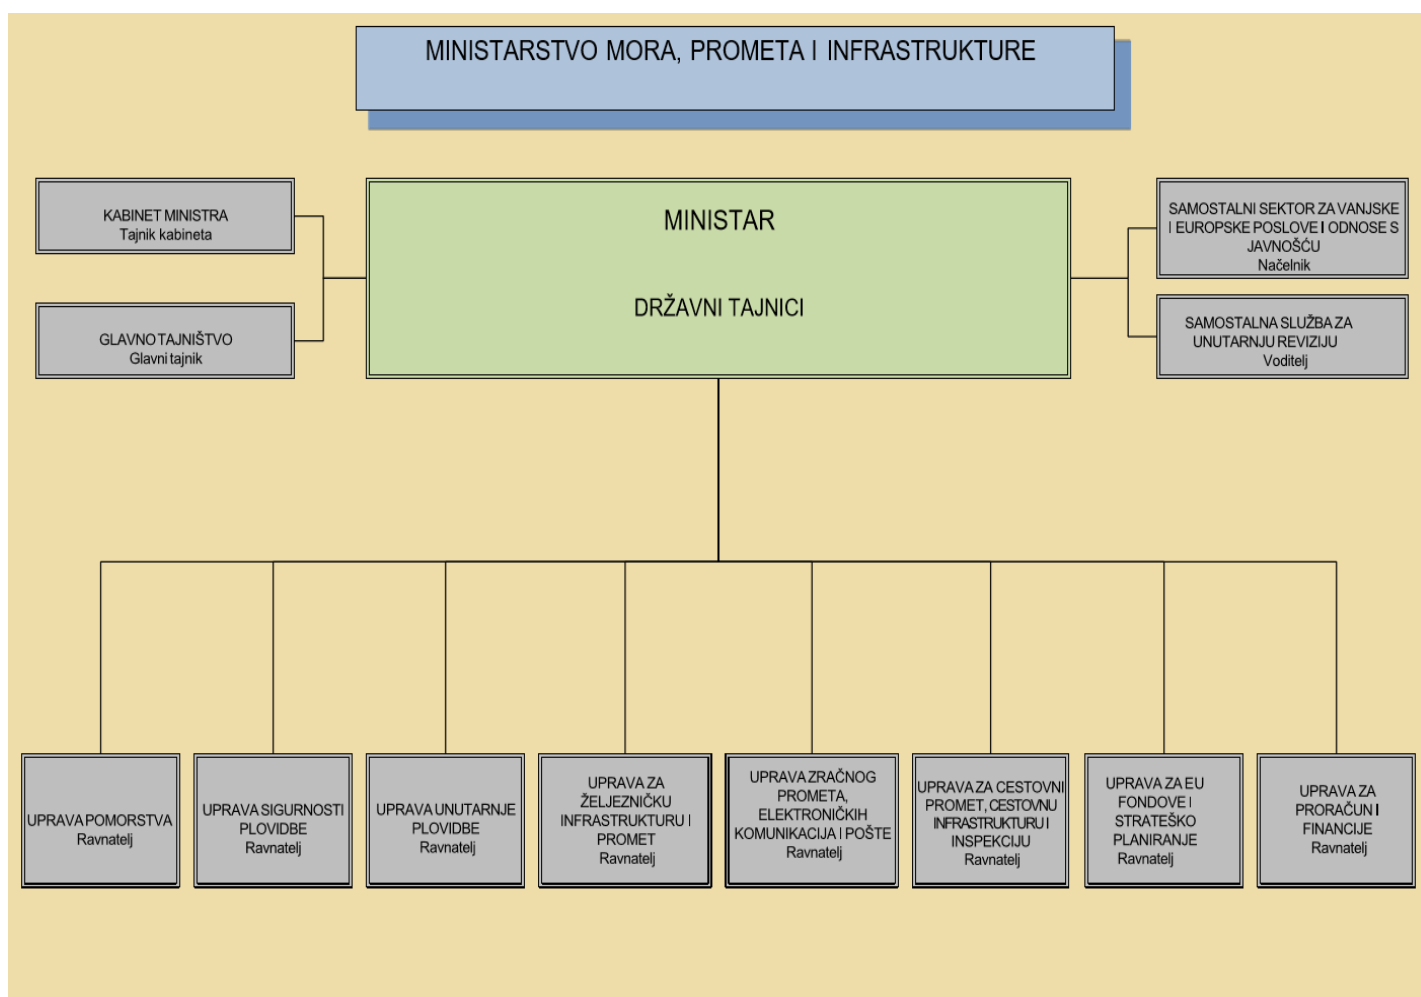 MINISTARSTVO MORA, PROMETA I INFRASTRUKTURE
KABINET MINISTRA
Tajnik kabineta
GLAVNO TAJNIŠTVO
Glavni tajnik
MINISTAR
DRŽAVNI TAJNICI
SAMOSTALNI SEKTOR ZA VANJSKE
I EUROPSKE POSLOVE I ODNOSE S
JAVNOŠĆU
Načelnik
SAMOSTALNA SLUŽBA ZA
UNUTARNJU REVIZIJU
Voditelj
UPRAVA POMORSTVA
Ravnatelj
UPRAVA SIGURNOSTI
PLOVIDBE
Ravnatelj
UPRAVA UNUTARNJE
PLOVIDBE
Ravnatelj
UPRAVA ZA
ŽELJEZNIČKU
INFRASTRUKTURU I
PROMET
Ravnatelj
UPRAVA ZRAČNOG
PROMETA,
ELEKTRONIČKIH
KOMUNIKACIJA I POŠTE
Ravnatelj
UPRAVA ZA CESTOVNI
PROMET, CESTOVNU
INFRASTRUKTURU I
INSPEKCIJU
Ravnatelj
UPRAVA ZA EU
FONDOVE I
STRATEŠKO
PLANIRANJE
Ravnatelj
UPRAVA ZA
PRORAČUN I
FINANCIJE
Ravnatelj